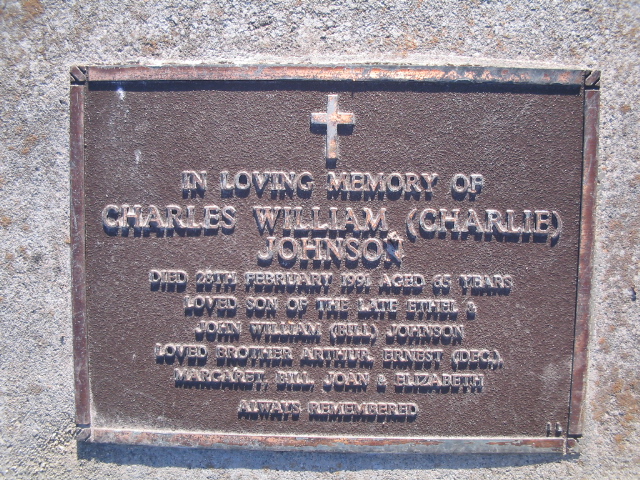 IN LOVING MEMORY OF
CHARLES WILLIAM (CHARLIE)
JOHNSON
DIED 28TH FEBRUARY 1991 AGED 65 YEARS
LOVED SON OF THE LATE ETHEL &
JOHN WILLIAM (BILL) JOHNSON
LOVED BROTHER ARTHUR, ERNEST (DEC.),
MARGARET, BILL, JOAN & ELIZABETH
ALWAYS REMEMBERED